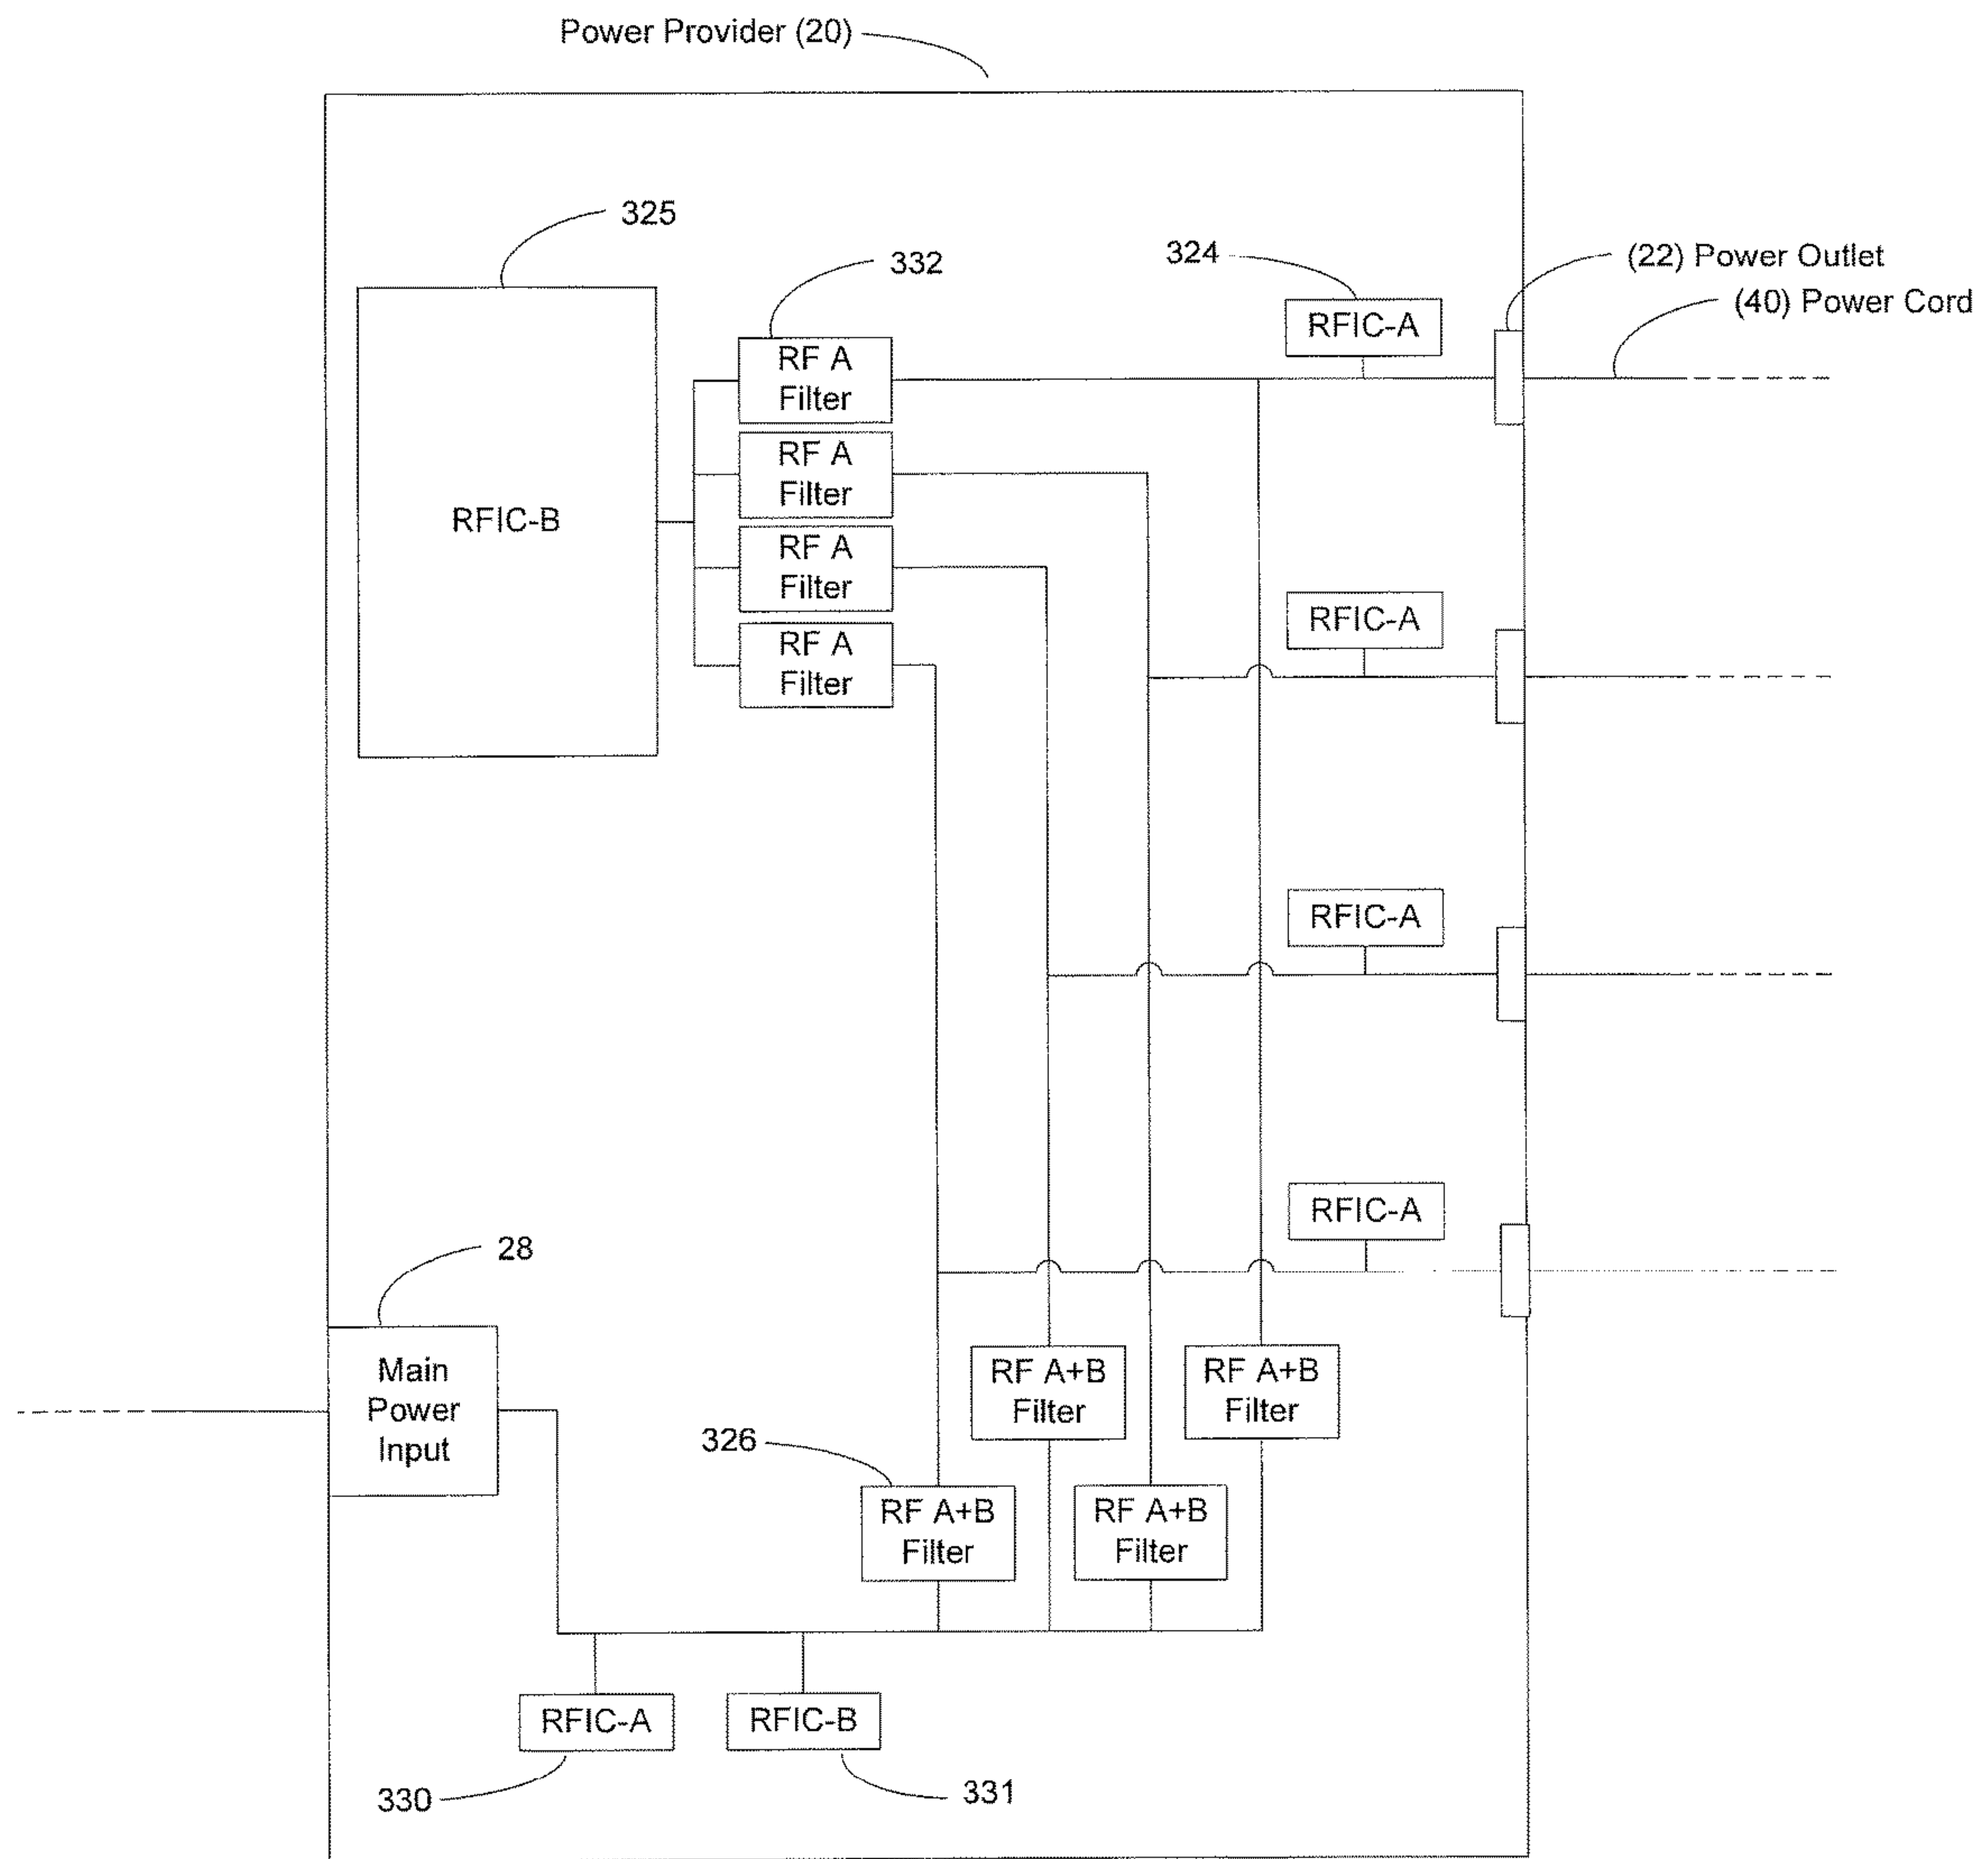 Power Provider (20)
325
332
324
(22) Power Outlet
(40) Power Cord
RFIC-A
RF A
Filter
RF A
Filter
RFIC-B
RF A
Filter
RFIC-A
RF A
Filter
RFIC-A
RFIC-A
28
Main
Power
Input
RF A+B
Filter
RF A+B
Filter
326
RF A+B
Filter
RF A+B
Filter
RFIC-A
RFIC-B
330
331